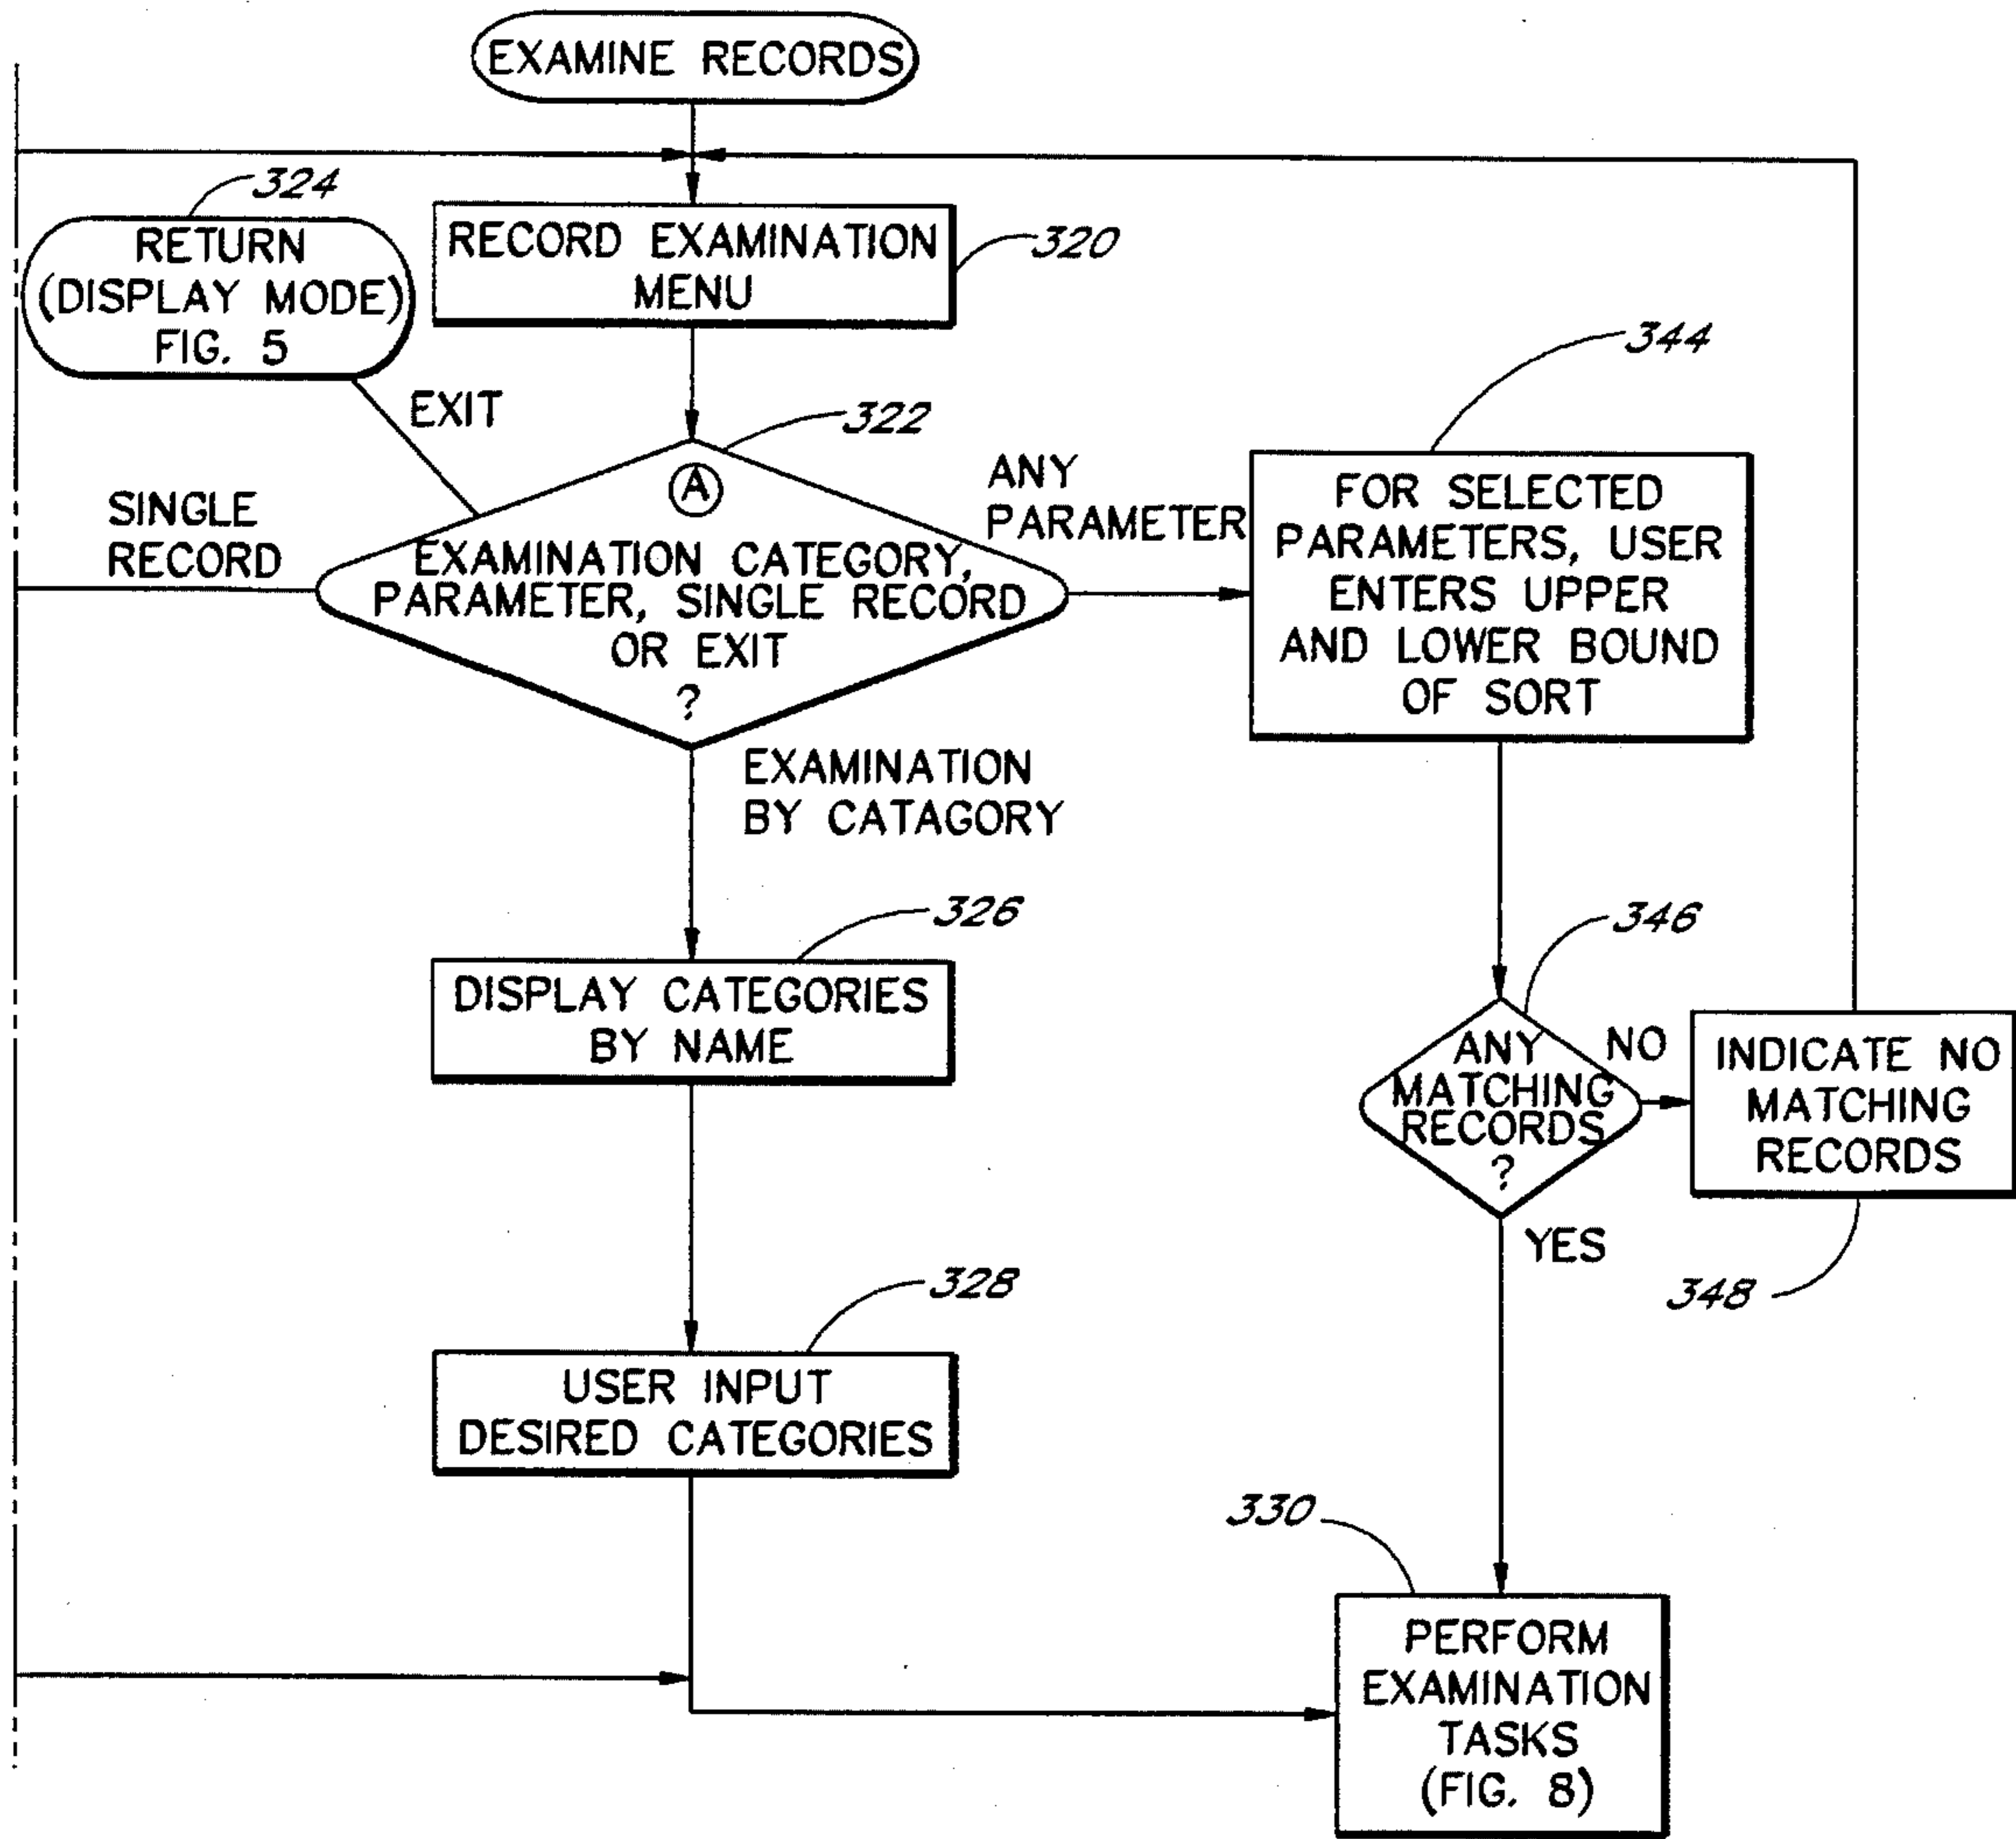 EXAMINE RECORDS
324
RETURN
(DISPLAY MODE)
FIG. 5
RECORD EXAMINATION
MENU
320
EXIT
322
A
SINGLE
RECORD
EXAMINATION CATEGORY,
PARAMETER, SINGLE RECORD
OR EXIT
?
ANY
PARAMETER
344
FOR SELECTED
PARAMETERS, USER
ENTERS UPPER
AND LOWER BOUND
OF SORT
EXAMINATION
BY CATAGORY
326
DISPLAY CATEGORIES
BY NAME
346
ANY
MATCHING
RECORDS
?
NO
INDICATE NO
MATCHING
RECORDS
348
YES
328
USER INPUT
DESIRED CATEGORIES
330
PERFORM
EXAMINATION
TASKS
(FIG. 8)